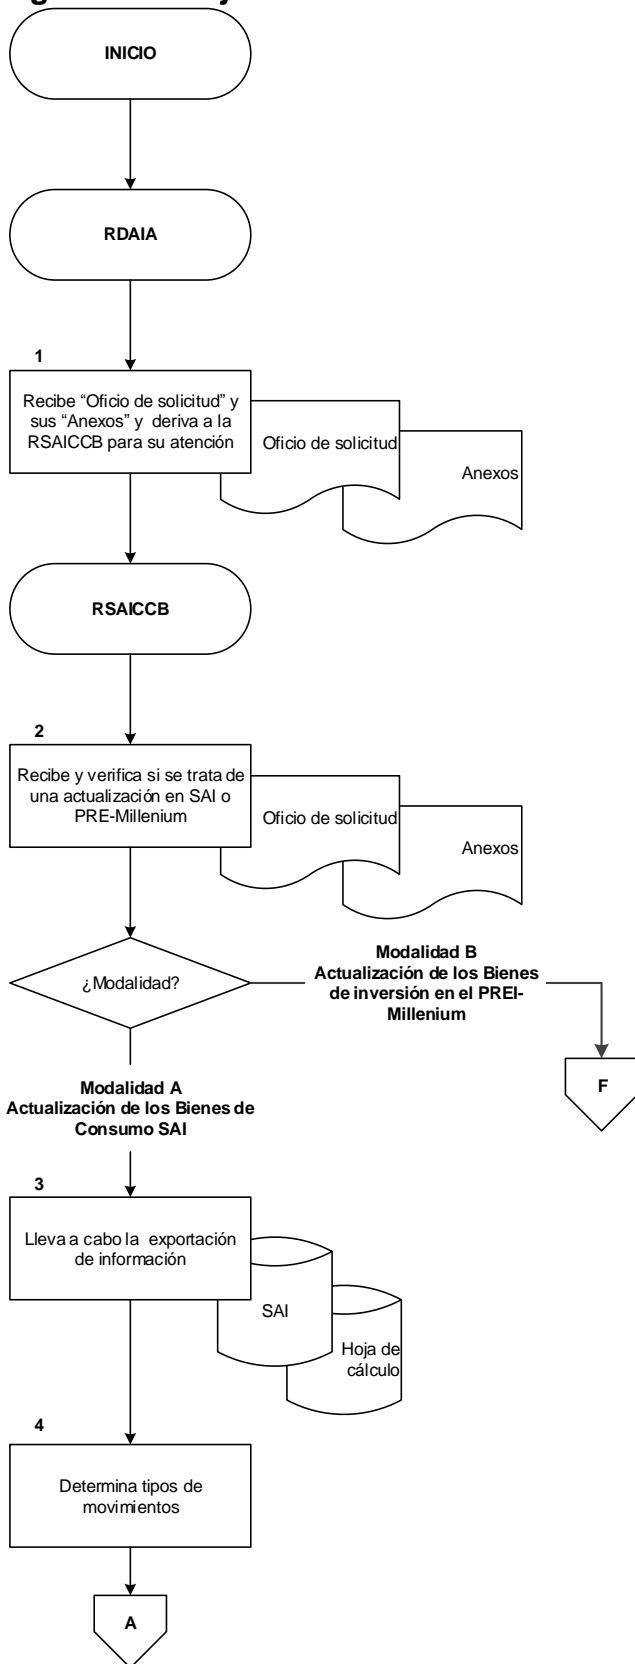 INICIO
RDAIA
1
Recibe “Oficio de solicitud” y
sus “Anexos” y deriva a la
RSAICCB para su atención
Oficio de solicitud
Anexos
RSAICCB
2
Recibe y verifica si se trata de
una actualización en SAI o
PRE-Millenium
Oficio de solicitud
Anexos
¿Modalidad?
Modalidad B
Actualización de los Bienes
de inversión en el PREI-
Millenium
F
Modalidad A
Actualización de los Bienes de
Consumo SAI
3
Lleva a cabo la exportación
de información
SAI
Hoja de
cálculo
4
Determina tipos de
movimientos
A